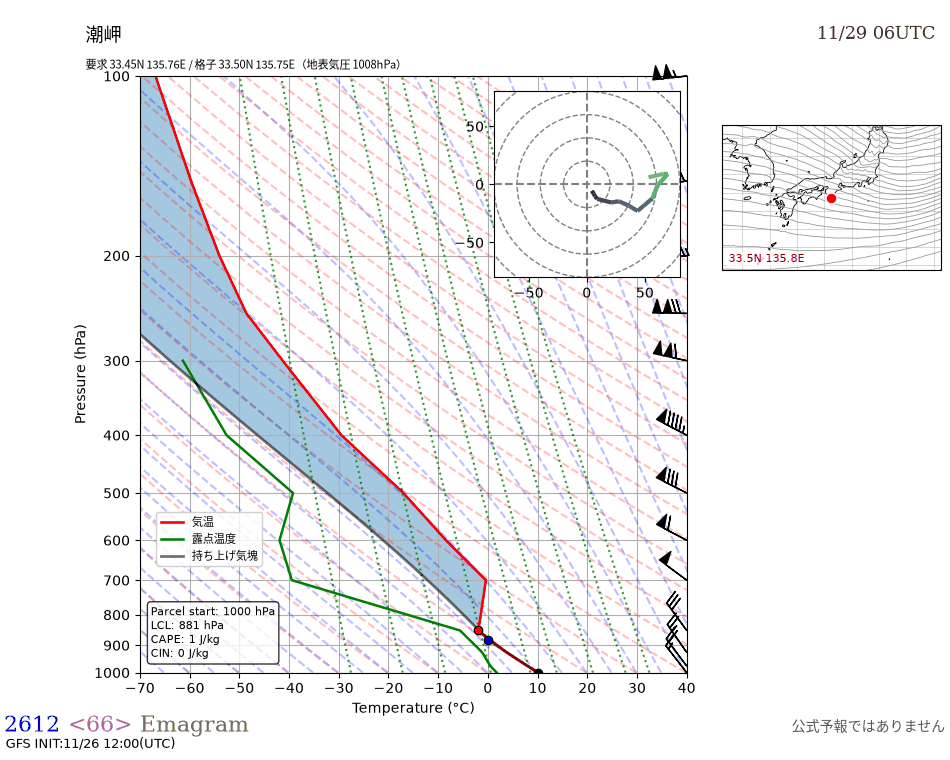 潮岬
11/29 06UTC
要求 33.45N 135.76E / 格子 33.50N 135.75E（地表気圧 1008hPa）
100
200
300
400
500
600
700
800
900
1000
Pressure (hPa)
−70
−60
−50
−40
−30
−20
−10
0
10
20
30
40
Temperature (°C)
50
0
−50
−50
0
50
33.5N 135.8E
気温
露点温度
持ち上げ気塊
Parcel start: 1000 hPa
LCL: 881 hPa
CAPE: 1 J/kg
CIN: 0 J/kg
2612 <66> Emagram
GFS INIT:11/26 12:00(UTC)
公式予報ではありません